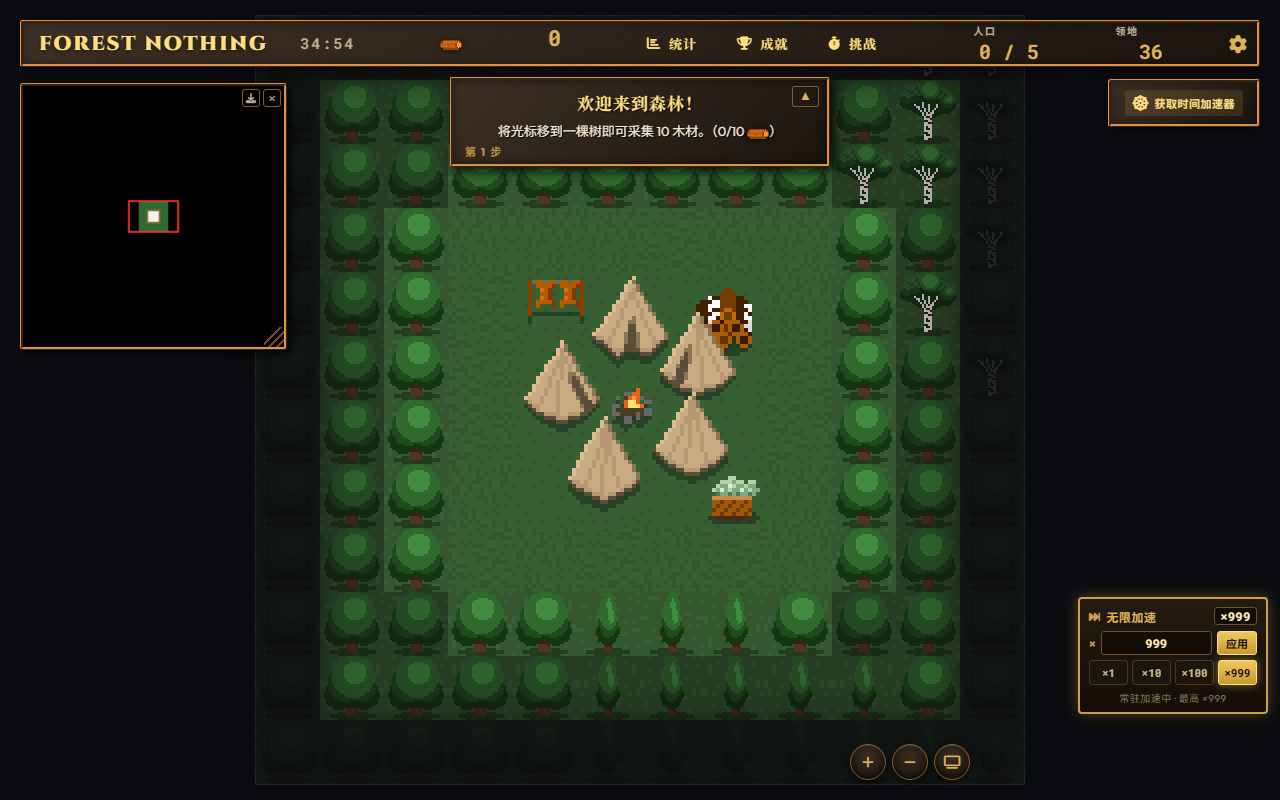 FOREST NOTHING
34:54
0
统计
成就
挑战
人口
0 / 5
领地
36
欢迎来到森林!
将光标移到一棵树即可采集 10 木材。(0/10 )
第 1 步
获取时间加速器
无限加速
×999
× 999 应用
×1 ×10 ×100 ×999
常驻加速中 · 最高 ×999